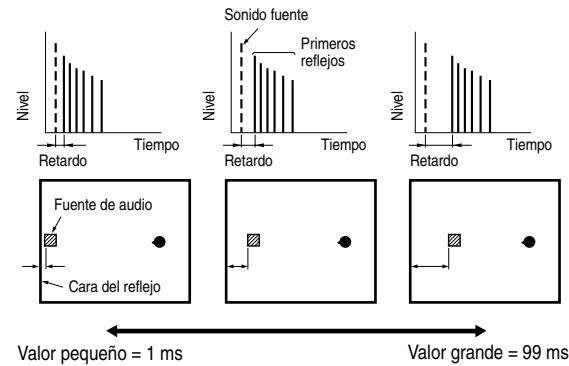 Sonido fuente
Primeros
reflejos
Nivel
Tiempo
Retardo
Nivel
Tiempo
Retardo
Nivel
Tiempo
Retardo
Fuente de audio
Cara del reflejo
Valor pequeño = 1 ms
Valor grande = 99 ms